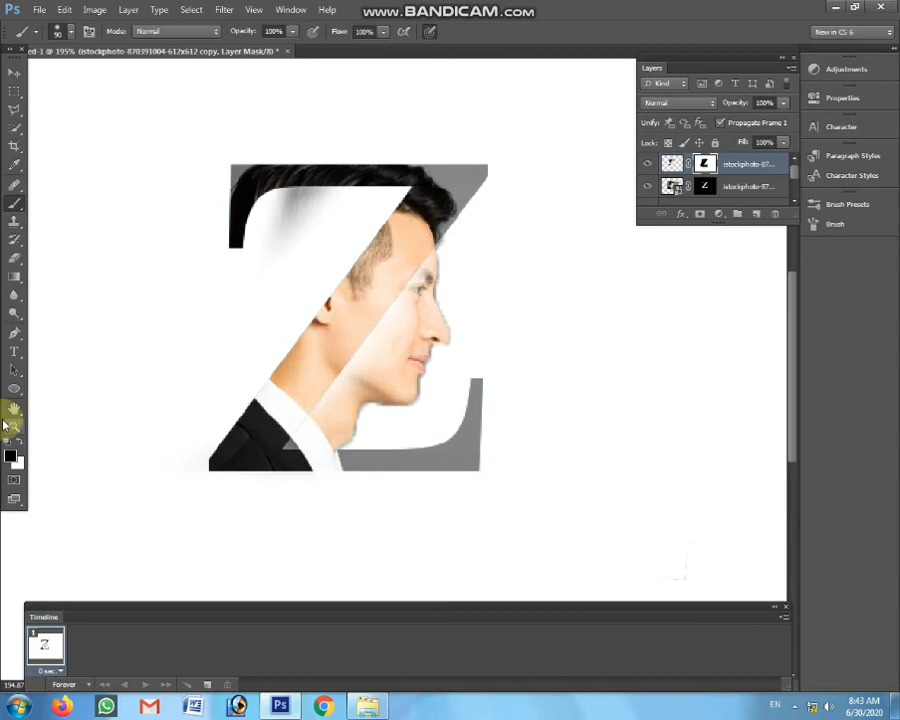 www.BANDICAM.com
Ps File Edit Image Layer Type Select Filter View Window Help
90 Mode: Normal Opacity: 100% Flow: 100% New in CS 6
ed-1 @ 195% (istockphoto-870391004-612x612 copy, Layer Mask/8) * ×
Layers
Kind
Normal Opacity: 100%
Unify: Propagate Frame 1
Lock: Fill: 100%
istockphoto-87...
istockphoto-87...
Adjustments
Properties
Character
Paragraph Styles
Character Styles
Brush Presets
Brush
Z
Timeline
1
0 sec.
Forever
194.87
Ps
EN
8:43 AM
6/30/2020